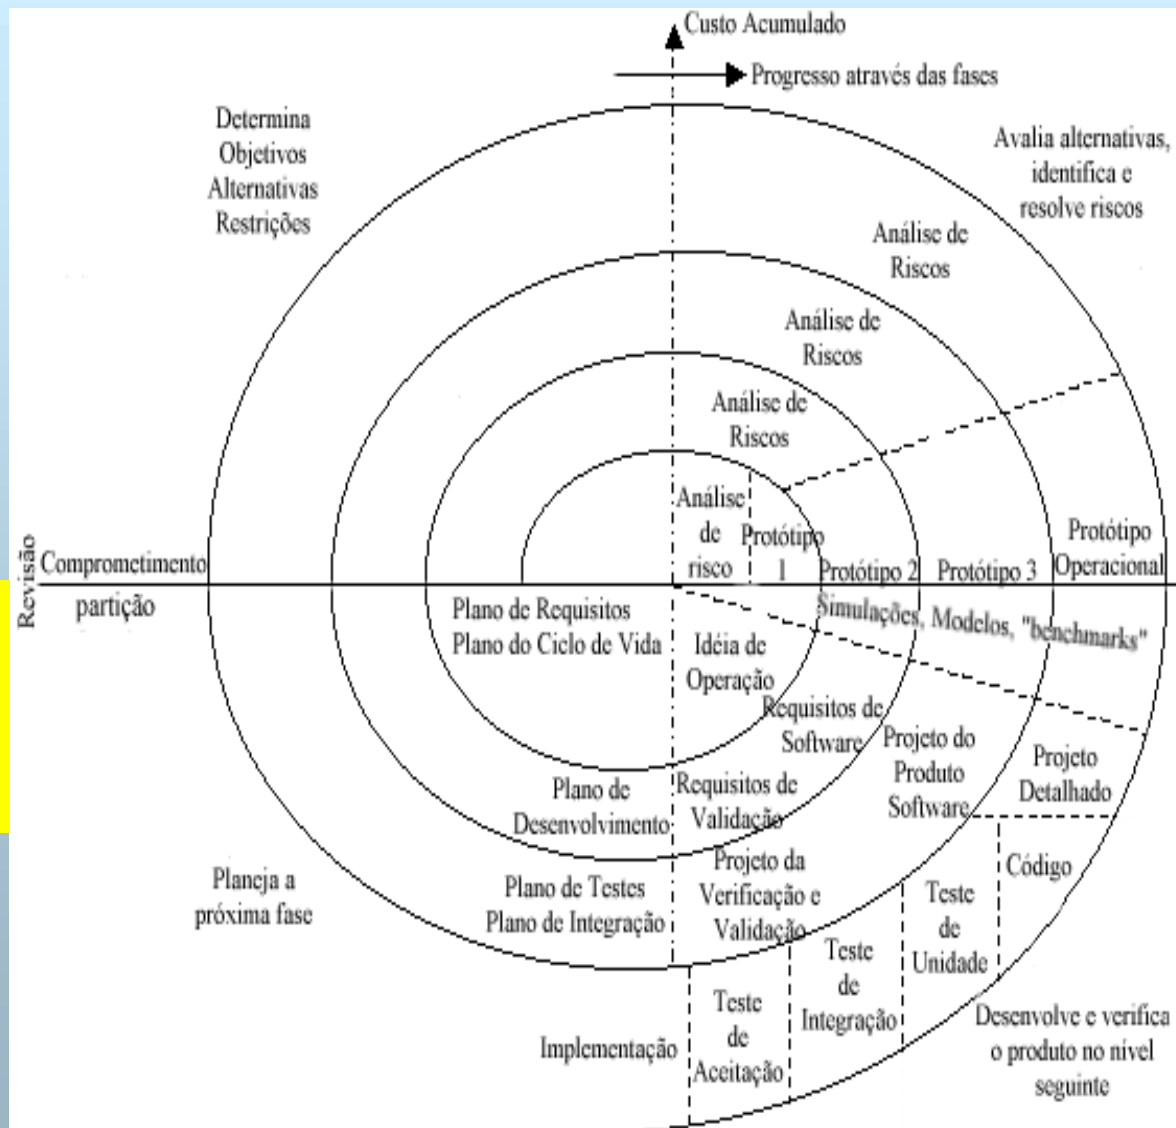 Custo Acumulado
Progresso através das fases
Determina
Objetivos
Alternativas
Restrições
Avalia alternativas,
identifica e
resolve riscos
Análise de
Riscos
Análise de
Riscos
Análise de
Riscos
Análise
de
risco
Protótipo
1
Protótipo 2
Protótipo 3
Protótipo
Operacional
Revisão
Comprometimento
partição
Simulações, Modelos, "benchmarks"
Plano de Requisitos
Plano do Ciclo de Vida
Idéia de
Operação
Requisitos de
Software
Projeto do
Produto
Software
Projeto
Detalhado
Plano de
Desenvolvimento
Requisitos de
Validação
Planeja a
próxima fase
Plano de Testes
Plano de Integração
Projeto da
Verificação e
Validação
Código
Teste
de
Unidade
Teste
de
Integração
Teste
de
Aceitação
Implementação
Desenvolve e verifica
o produto no nível
seguinte